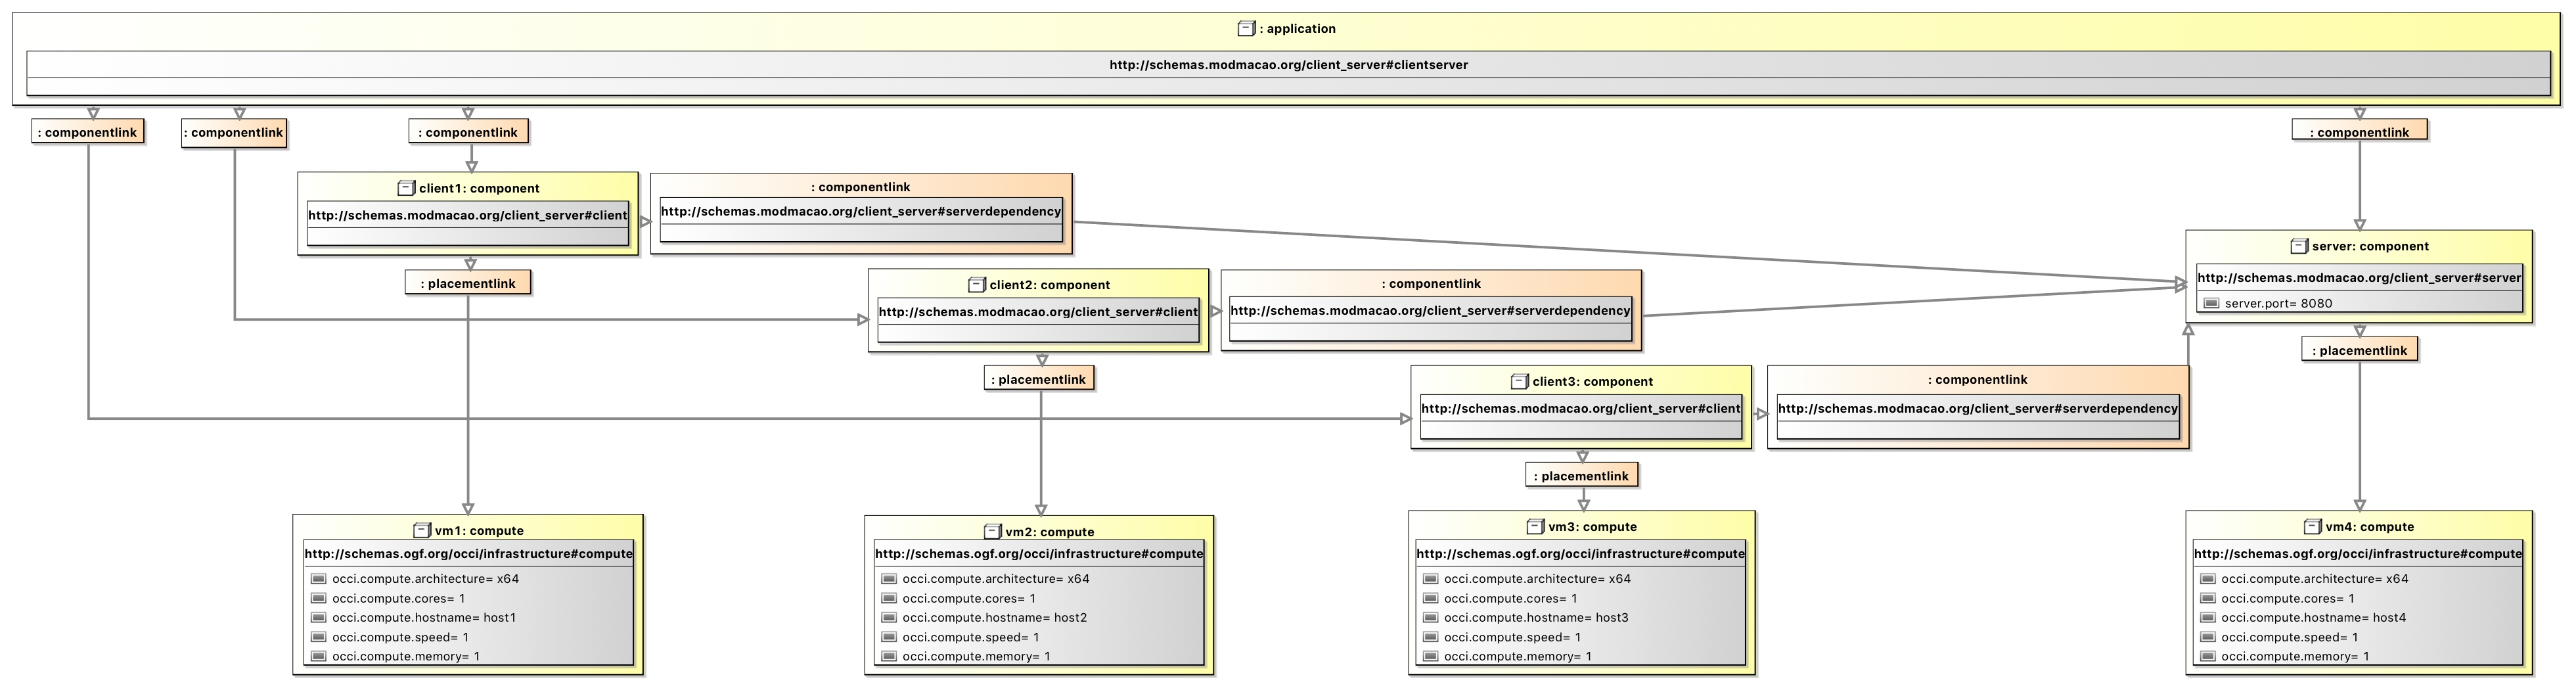 : application
http://schemas.modmacao.org/client_server#clientserver
: componentlink
: componentlink
: componentlink
: componentlink
client1: component
http://schemas.modmacao.org/client_server#client
: componentlink
http://schemas.modmacao.org/client_server#serverdependency
server: component
http://schemas.modmacao.org/client_server#server
server.port= 8080
: placementlink
client2: component
http://schemas.modmacao.org/client_server#client
: componentlink
http://schemas.modmacao.org/client_server#serverdependency
: placementlink
: placementlink
client3: component
http://schemas.modmacao.org/client_server#client
: componentlink
http://schemas.modmacao.org/client_server#serverdependency
: placementlink
vm1: compute
http://schemas.ogf.org/occi/infrastructure#compute
occi.compute.architecture= x64
occi.compute.cores= 1
occi.compute.hostname= host1
occi.compute.speed= 1
occi.compute.memory= 1
vm2: compute
http://schemas.ogf.org/occi/infrastructure#compute
occi.compute.architecture= x64
occi.compute.cores= 1
occi.compute.hostname= host2
occi.compute.speed= 1
occi.compute.memory= 1
vm3: compute
http://schemas.ogf.org/occi/infrastructure#compute
occi.compute.architecture= x64
occi.compute.cores= 1
occi.compute.hostname= host3
occi.compute.speed= 1
occi.compute.memory= 1
vm4: compute
http://schemas.ogf.org/occi/infrastructure#compute
occi.compute.architecture= x64
occi.compute.cores= 1
occi.compute.hostname= host4
occi.compute.speed= 1
occi.compute.memory= 1